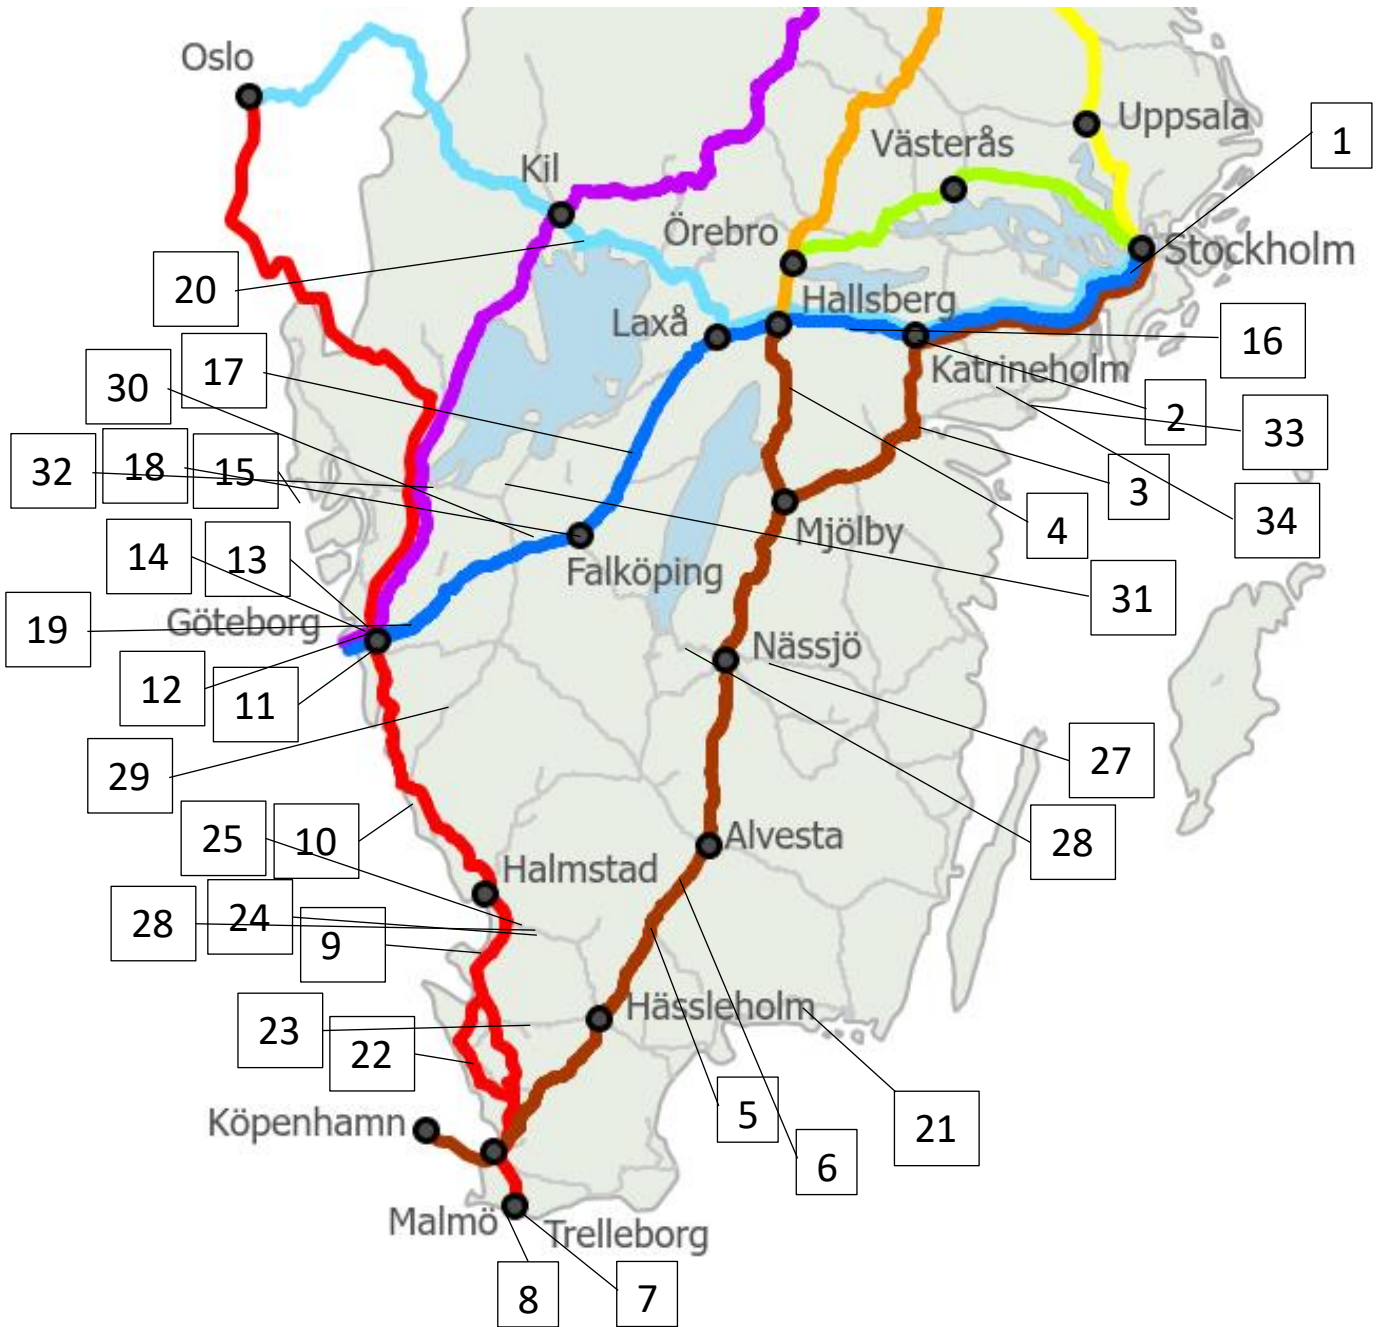 Oslo
Uppsala
1
Västerås
Kil
Örebro
Stockholm
20
Hallsberg
Laxå
16
17
30
Katrineholm
2
33
32
18
15
3
34
4
Mjölby
14
13
Falköping
31
19
Göteborg
12
11
Nässjö
29
27
25
10
Alvesta
28
Halmstad
28
24
9
23
22
Hässleholm
5
21
Köpenhamn
6
Malmö
Trelleborg
8
7